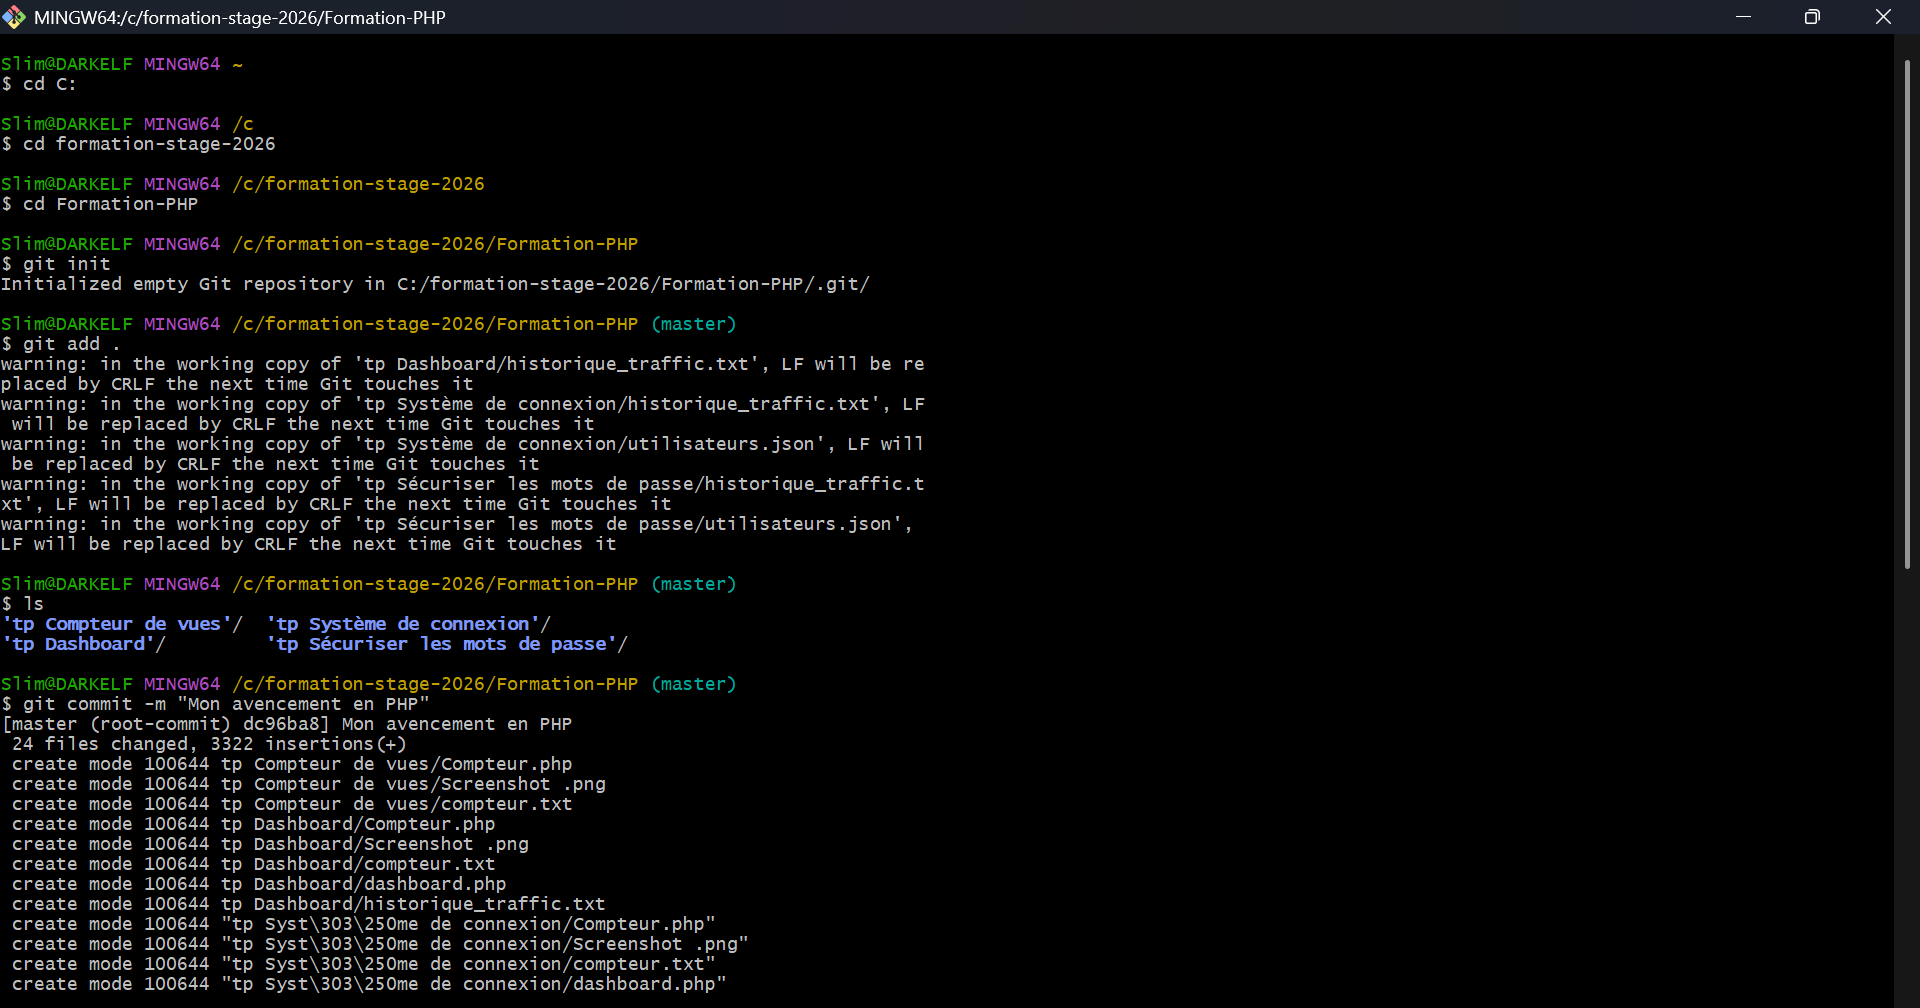 MINGW64:/c/formation-stage-2026/Formation-PHP
Slim@DARKELF MINGW64 ~
$ cd C:
Slim@DARKELF MINGW64 /c
$ cd formation-stage-2026
Slim@DARKELF MINGW64 /c/formation-stage-2026
$ cd Formation-PHP
Slim@DARKELF MINGW64 /c/formation-stage-2026/Formation-PHP
$ git init
Initialized empty Git repository in C:/formation-stage-2026/Formation-PHP/.git/
Slim@DARKELF MINGW64 /c/formation-stage-2026/Formation-PHP (master)
$ git add .
warning: in the working copy of 'tp Dashboard/historique_traffic.txt', LF will be re
placed by CRLF the next time Git touches it
warning: in the working copy of 'tp Système de connexion/historique_traffic.txt', LF
 will be replaced by CRLF the next time Git touches it
warning: in the working copy of 'tp Système de connexion/utilisateurs.json', LF will
 be replaced by CRLF the next time Git touches it
warning: in the working copy of 'tp Sécuriser les mots de passe/historique_traffic.t
xt', LF will be replaced by CRLF the next time Git touches it
warning: in the working copy of 'tp Sécuriser les mots de passe/utilisateurs.json',
LF will be replaced by CRLF the next time Git touches it
Slim@DARKELF MINGW64 /c/formation-stage-2026/Formation-PHP (master)
$ ls
'tp Compteur de vues'/  'tp Système de connexion'/
'tp Dashboard'/         'tp Sécuriser les mots de passe'/
Slim@DARKELF MINGW64 /c/formation-stage-2026/Formation-PHP (master)
$ git commit -m "Mon avencement en PHP"
[master (root-commit) dc96ba8] Mon avencement en PHP
 24 files changed, 3322 insertions(+)
 create mode 100644 tp Compteur de vues/Compteur.php
 create mode 100644 tp Compteur de vues/Screenshot .png
 create mode 100644 tp Compteur de vues/compteur.txt
 create mode 100644 tp Dashboard/Compteur.php
 create mode 100644 tp Dashboard/Screenshot .png
 create mode 100644 tp Dashboard/compteur.txt
 create mode 100644 tp Dashboard/dashboard.php
 create mode 100644 tp Dashboard/historique_traffic.txt
 create mode 100644 "tp Syst\303\250me de connexion/Compteur.php"
 create mode 100644 "tp Syst\303\250me de connexion/Screenshot .png"
 create mode 100644 "tp Syst\303\250me de connexion/compteur.txt"
 create mode 100644 "tp Syst\303\250me de connexion/dashboard.php"